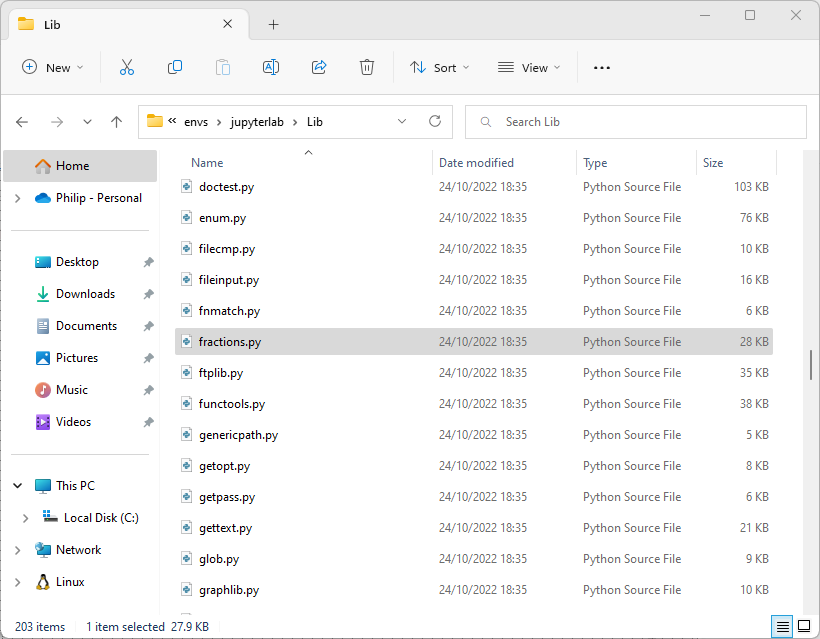 Lib
New
Sort
View
« envs > jupyterlab > Lib
Search Lib
Home
Philip - Personal
Desktop
Downloads
Documents
Pictures
Music
Videos
This PC
Local Disk (C:)
Network
Linux
Name Date modified Type Size
doctest.py 24/10/2022 18:35 Python Source File 103 KB
enum.py 24/10/2022 18:35 Python Source File 76 KB
filecmp.py 24/10/2022 18:35 Python Source File 10 KB
fileinput.py 24/10/2022 18:35 Python Source File 16 KB
fnmatch.py 24/10/2022 18:35 Python Source File 6 KB
fractions.py 24/10/2022 18:35 Python Source File 28 KB
ftplib.py 24/10/2022 18:35 Python Source File 35 KB
functools.py 24/10/2022 18:35 Python Source File 38 KB
genericpath.py 24/10/2022 18:35 Python Source File 5 KB
getopt.py 24/10/2022 18:35 Python Source File 8 KB
getpass.py 24/10/2022 18:35 Python Source File 6 KB
gettext.py 24/10/2022 18:35 Python Source File 21 KB
glob.py 24/10/2022 18:35 Python Source File 9 KB
graphlib.py 24/10/2022 18:35 Python Source File 10 KB
203 items 1 item selected 27.9 KB